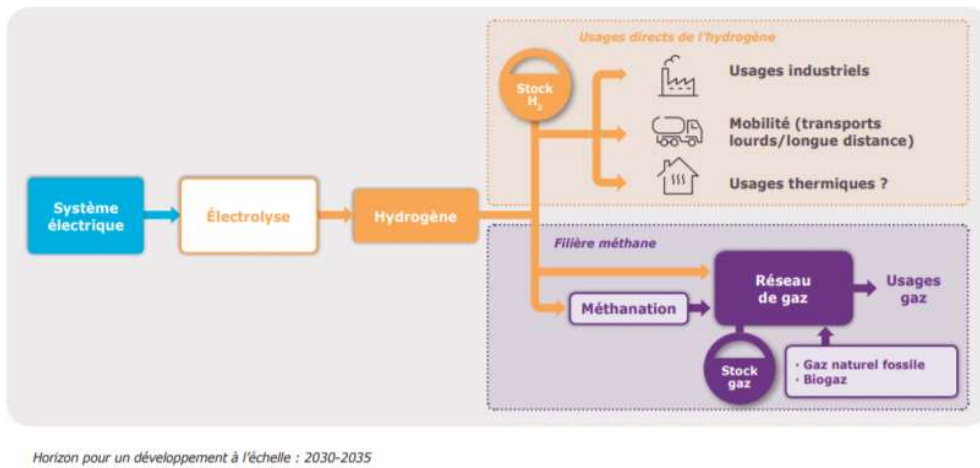 Usages directs de l'hydrogène
Stock
H2
Usages industriels
Mobilité (transports
lourds/longue distance)
Usages thermiques ?
Système
électrique
Électrolyse
Hydrogène
Filière méthane
Réseau
de gaz
Usages
gaz
Méthanation
Stock
gaz
• Gaz naturel fossile
• Biogaz
Horizon pour un développement à l'échelle : 2030-2035